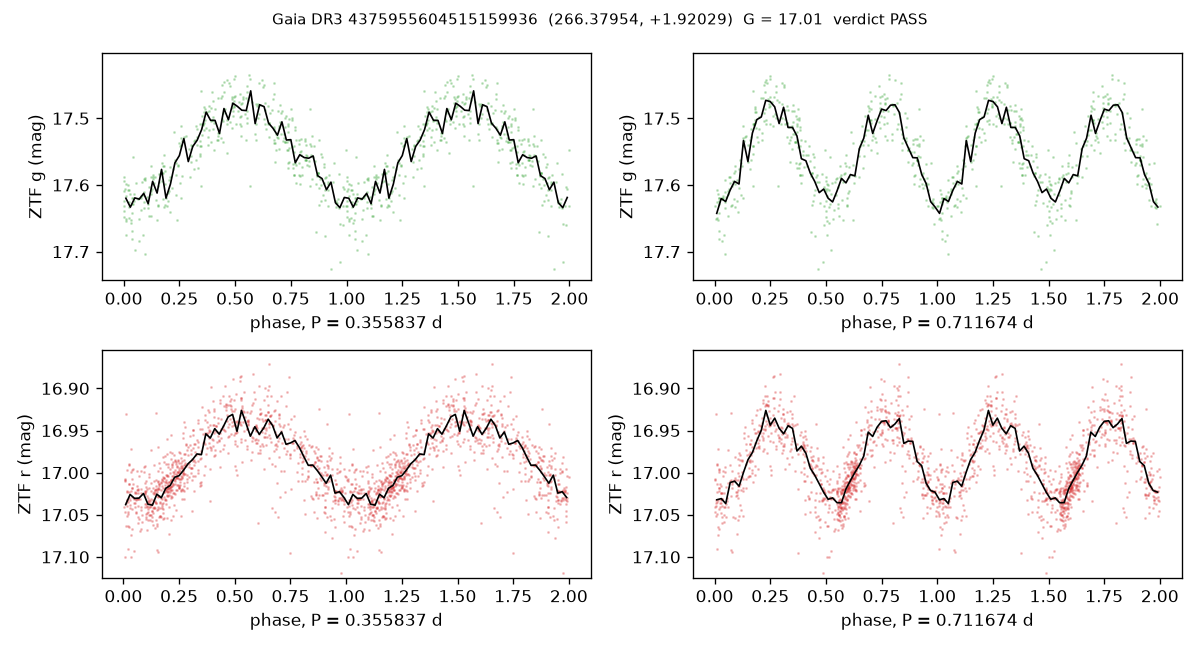 Gaia DR3 4375955604515159936  (266.37954, +1.92029)  G = 17.01  verdict PASS
ZTF g (mag)
17.5
17.6
17.7
0.00 0.25 0.50 0.75 1.00 1.25 1.50 1.75 2.00
phase, P = 0.355837 d
ZTF g (mag)
17.5
17.6
17.7
0.00 0.25 0.50 0.75 1.00 1.25 1.50 1.75 2.00
phase, P = 0.711674 d
ZTF r (mag)
16.90
16.95
17.00
17.05
17.10
0.00 0.25 0.50 0.75 1.00 1.25 1.50 1.75 2.00
phase, P = 0.355837 d
ZTF r (mag)
16.90
16.95
17.00
17.05
17.10
0.00 0.25 0.50 0.75 1.00 1.25 1.50 1.75 2.00
phase, P = 0.711674 d